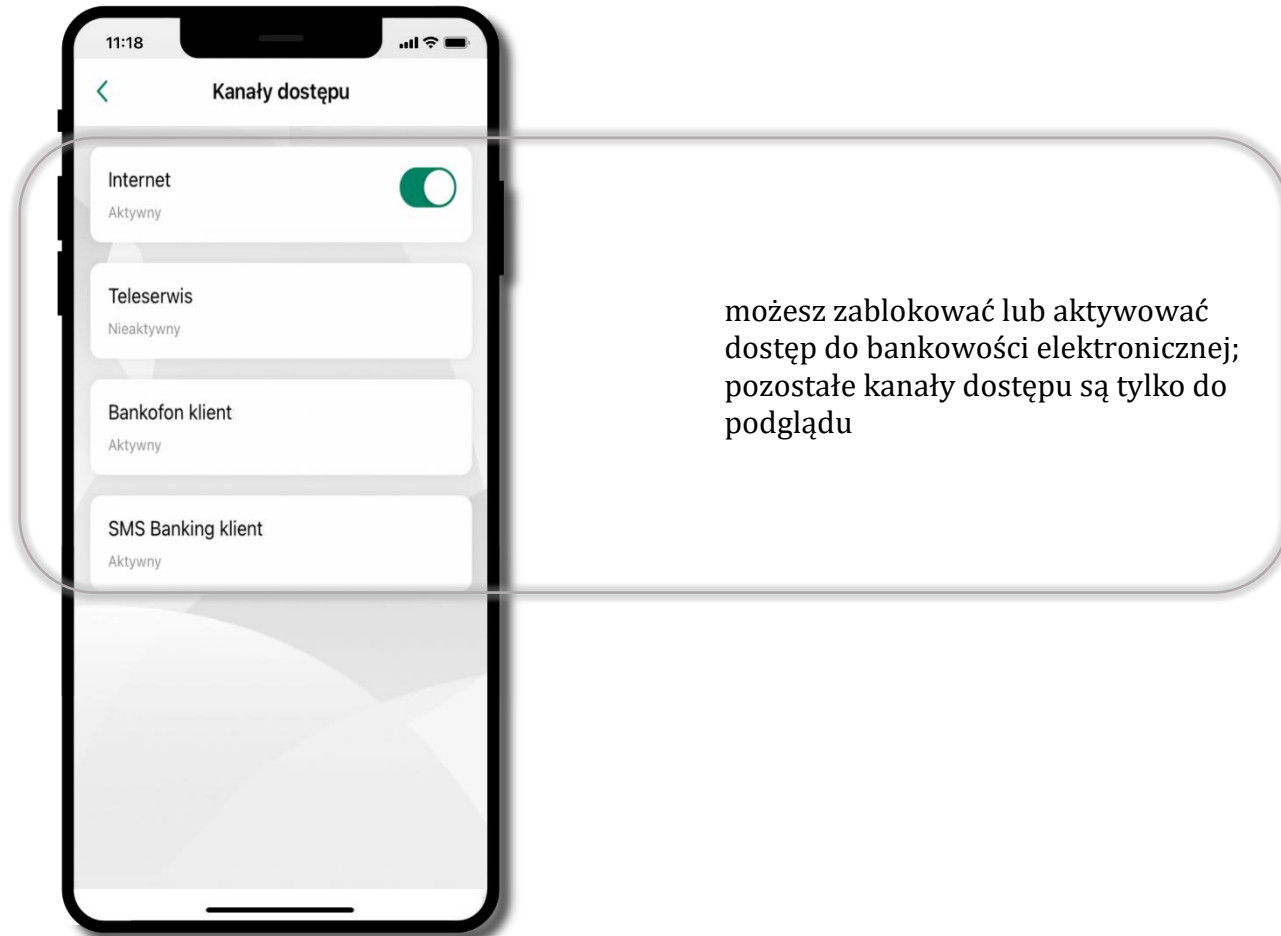 11:18
Kanały dostępu
Internet
Aktywny
Teleserwis
Nieaktywny
Bankofon klient
Aktywny
SMS Banking klient
Aktywny
możesz zablokować lub aktywować
dostęp do bankowości elektronicznej;
pozostałe kanały dostępu są tylko do
podglądu